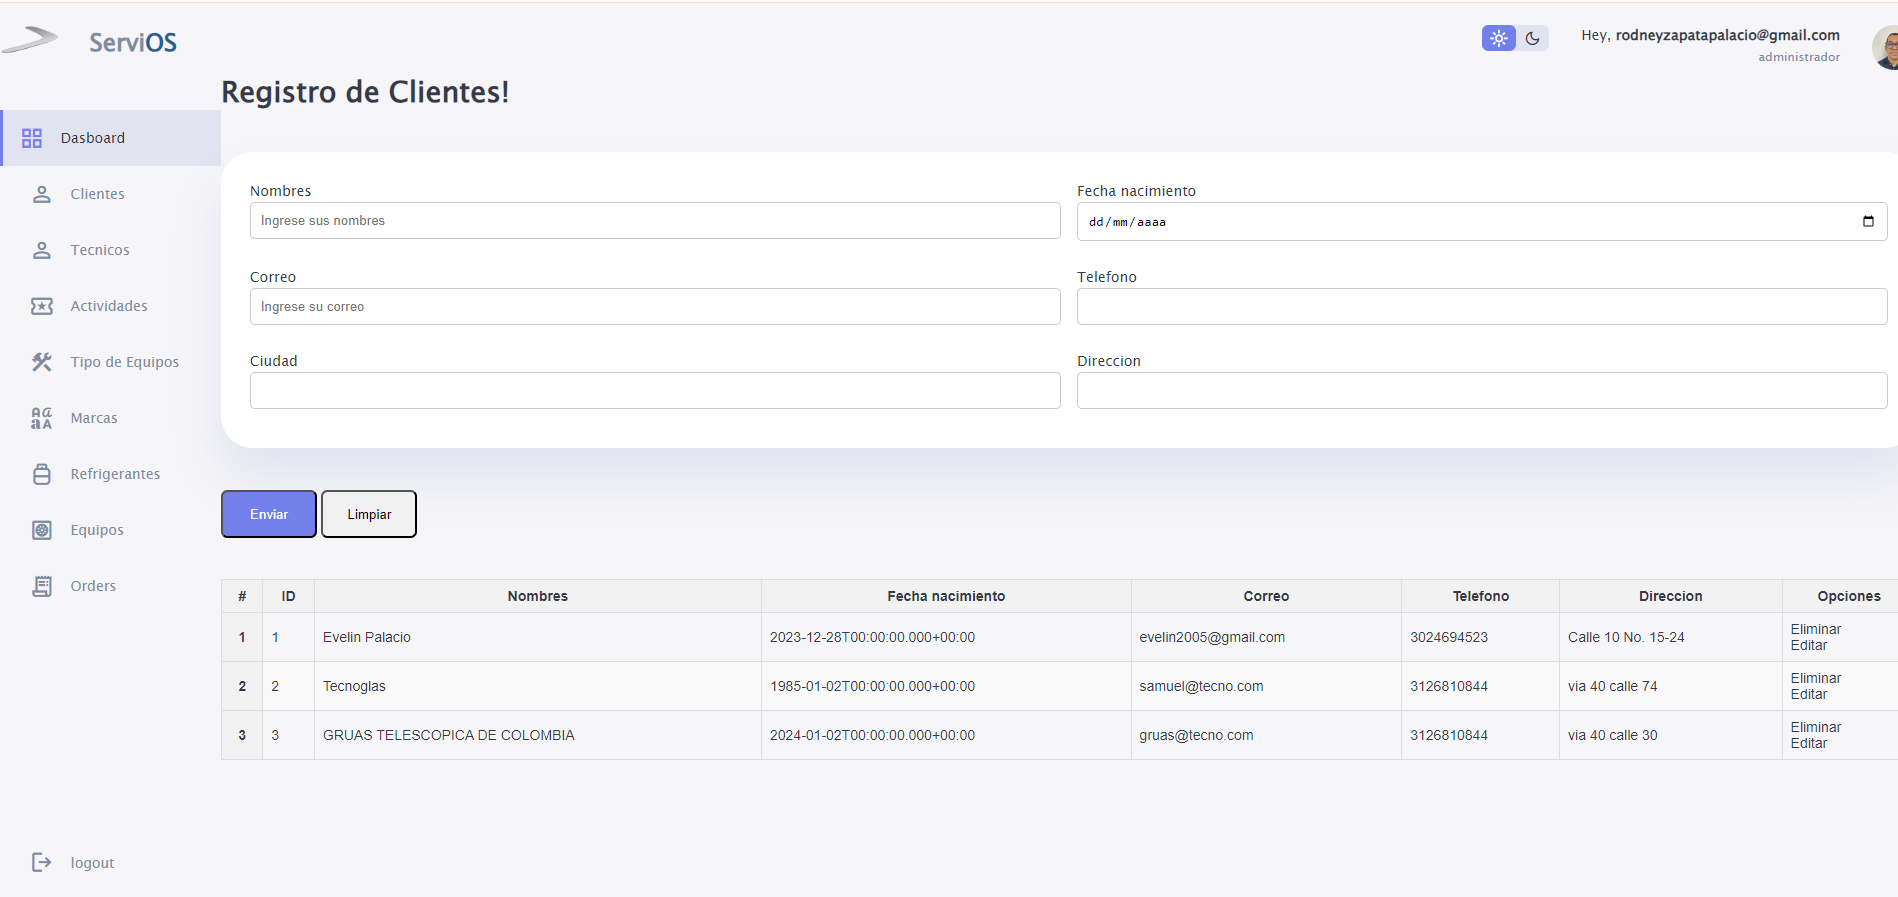 ServiOS
Hey, rodneyzapatapalacio@gmail.com
administrador
Registro de Clientes!
Dasboard
Clientes
Tecnicos
Actividades
Tipo de Equipos
Marcas
Refrigerantes
Equipos
Orders
logout
Nombres Fecha nacimiento
Ingrese sus nombres dd/mm/aaaa
Correo Telefono
Ingrese su correo
Ciudad Direccion
Enviar Limpiar
# ID Nombres Fecha nacimiento Correo Telefono Direccion Opciones
1 1 Evelin Palacio 2023-12-28T00:00:00.000+00:00 evelin2005@gmail.com 3024694523 Calle 10 No. 15-24 Eliminar
Editar
2 2 Tecnoglas 1985-01-02T00:00:00.000+00:00 samuel@tecno.com 3126810844 via 40 calle 74 Eliminar
Editar
3 3 GRUAS TELESCOPICA DE COLOMBIA 2024-01-02T00:00:00.000+00:00 gruas@tecno.com 3126810844 via 40 calle 30 Eliminar
Editar